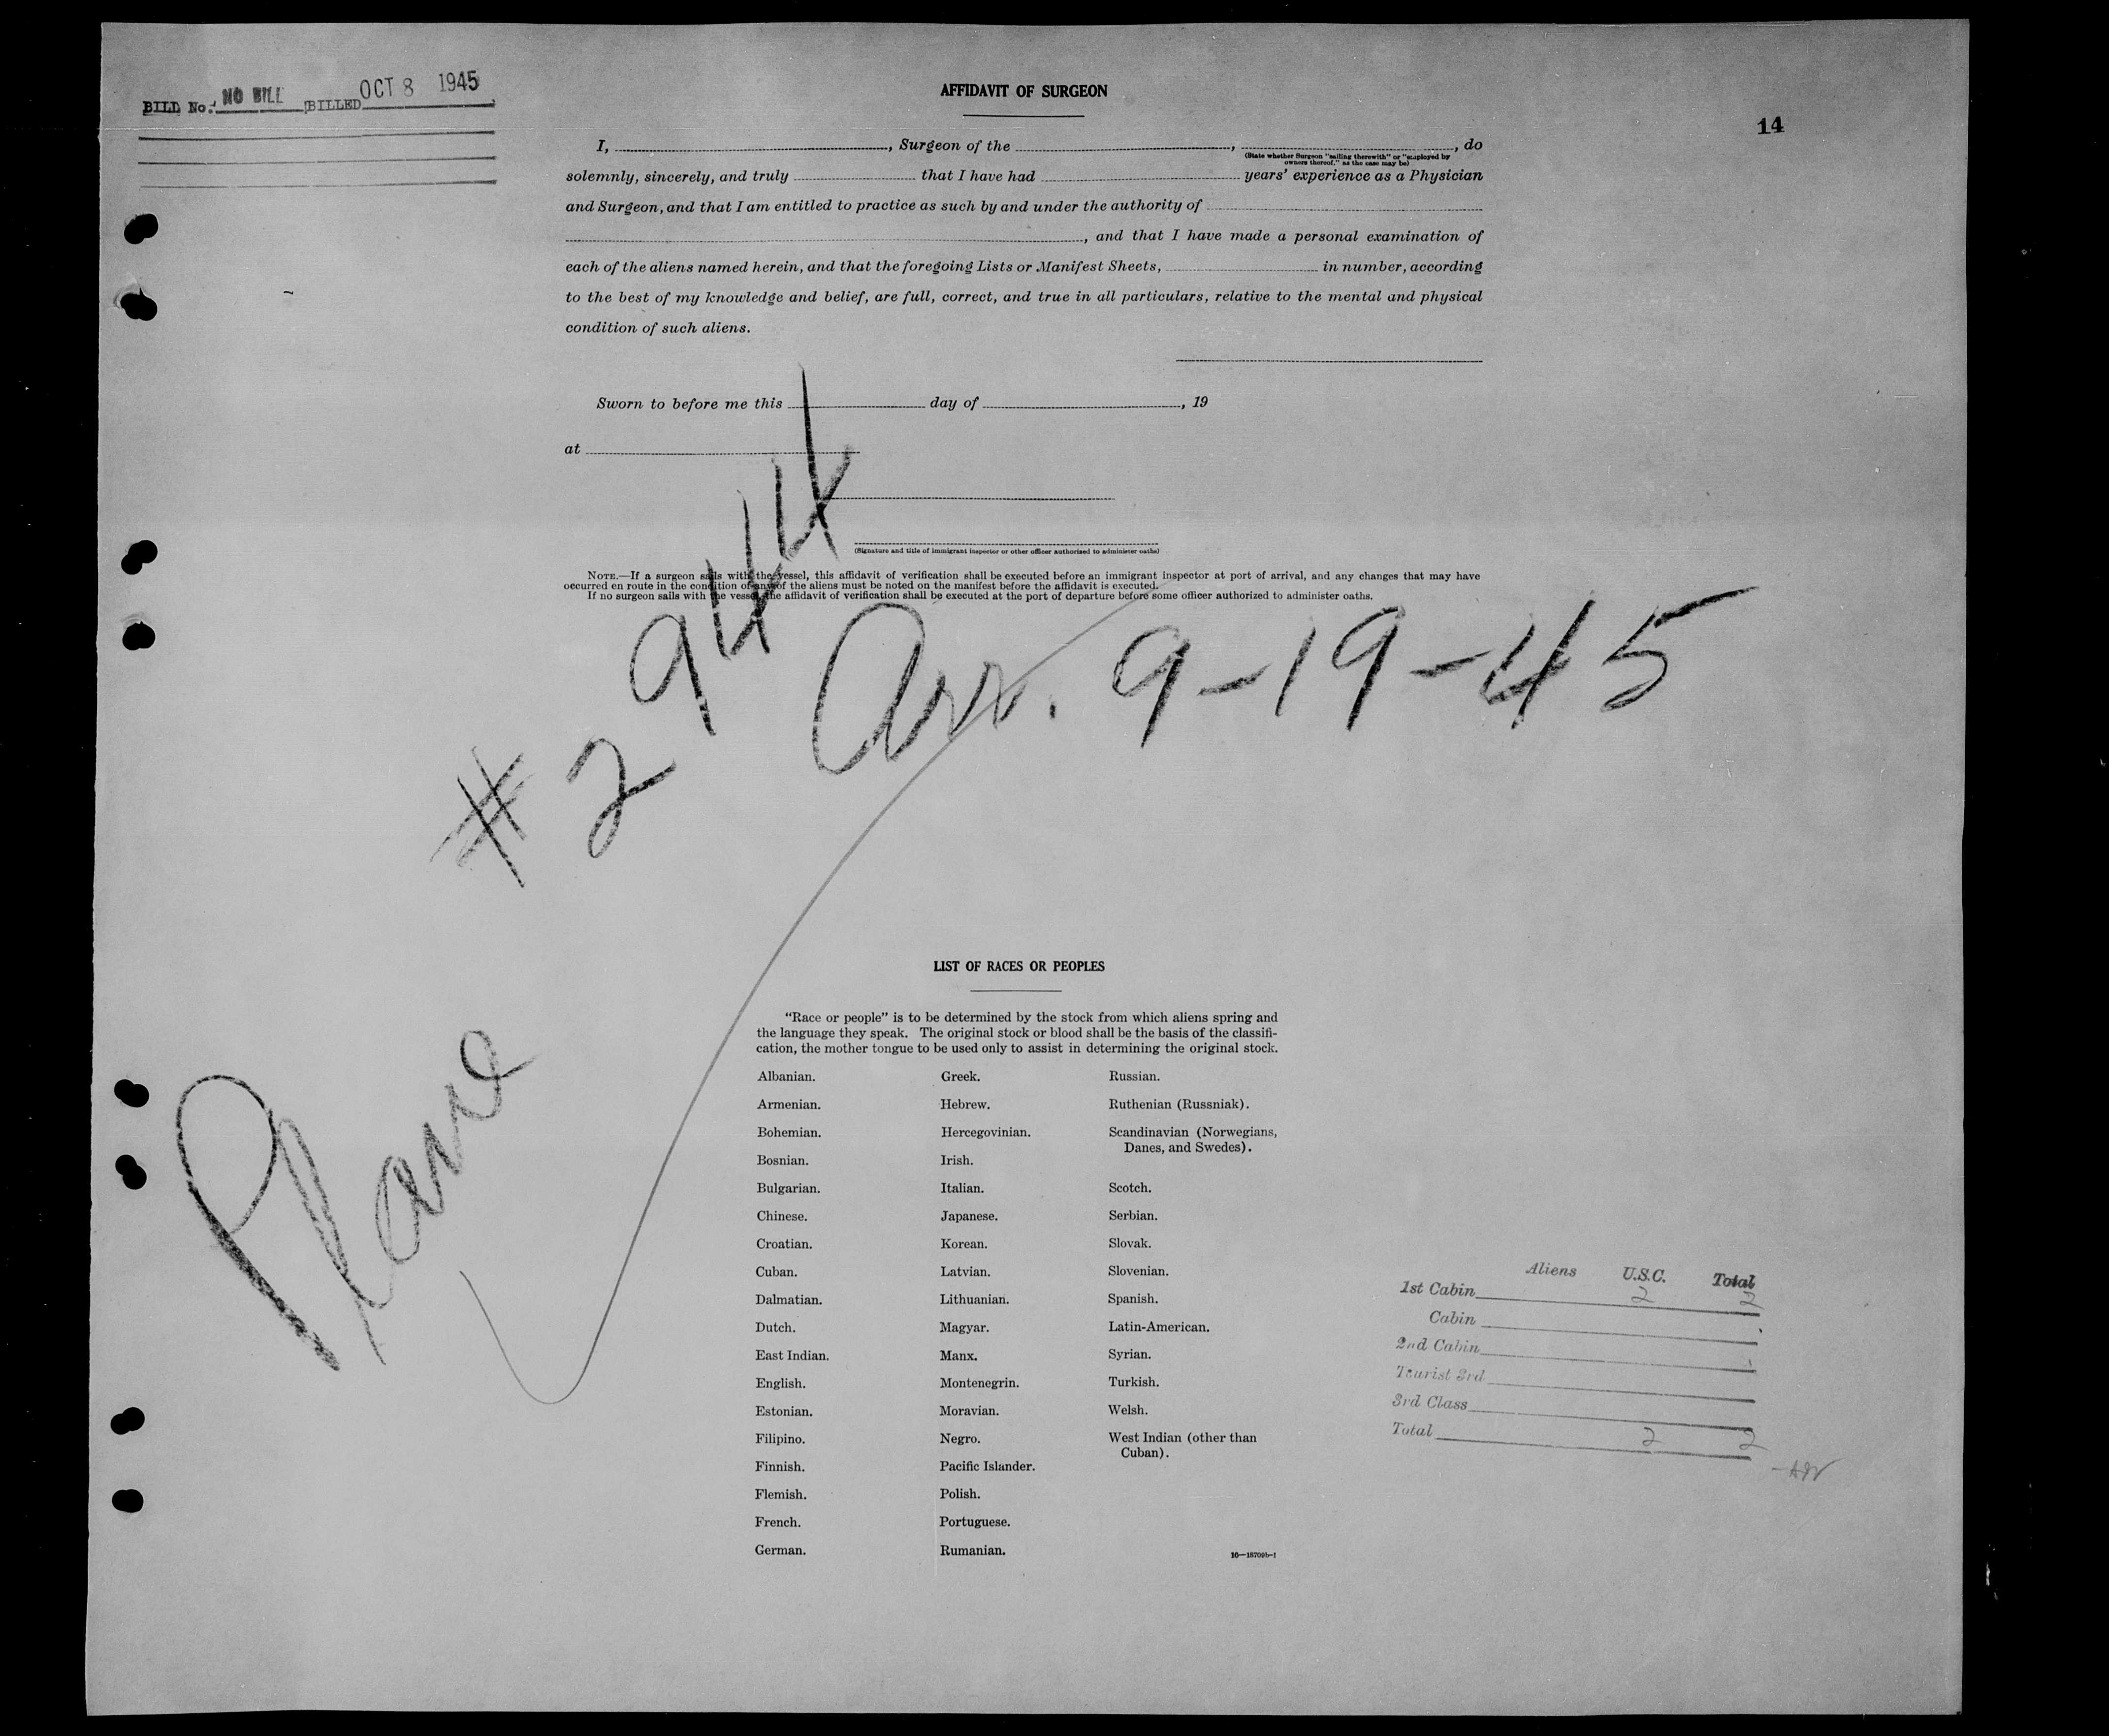 BILL No. NO BILL BILLED OCT 8 1945
AFFIDAVIT OF SURGEON
14
I, , Surgeon of the , , do
(State whether Surgeon "sailing therewith" or "employed by
owners thereof," as the case may be)
solemnly, sincerely, and truly that I have had years' experience as a Physician
and Surgeon, and that I am entitled to practice as such by and under the authority of
, and that I have made a personal examination of
each of the aliens named herein, and that the foregoing Lists or Manifest Sheets, in number, according
to the best of my knowledge and belief, are full, correct, and true in all particulars, relative to the mental and physical
condition of such aliens.
Sworn to before me this day of , 19
at
(Signature and title of immigrant inspector or other officer authorized to administer oaths)
NOTE.—If a surgeon sails with the vessel, this affidavit of verification shall be executed before an immigrant inspector at port of arrival, and any changes that may have
occurred en route in the condition of any of the aliens must be noted on the manifest before the affidavit is executed.
If no surgeon sails with the vessel, the affidavit of verification shall be executed at the port of departure before some officer authorized to administer oaths.
Plane
# 2944
Arr. 9-19-45
LIST OF RACES OR PEOPLES
"Race or people" is to be determined by the stock from which aliens spring and
the language they speak. The original stock or blood shall be the basis of the classifi-
cation, the mother tongue to be used only to assist in determining the original stock.
Albanian.
Armenian.
Bohemian.
Bosnian.
Bulgarian.
Chinese.
Croatian.
Cuban.
Dalmatian.
Dutch.
East Indian.
English.
Estonian.
Filipino.
Finnish.
Flemish.
French.
German.
Greek.
Hebrew.
Hercegovinian.
Irish.
Italian.
Japanese.
Korean.
Latvian.
Lithuanian.
Magyar.
Manx.
Montenegrin.
Moravian.
Negro.
Pacific Islander.
Polish.
Portuguese.
Rumanian.
Russian.
Ruthenian (Russniak).
Scandinavian (Norwegians,
Danes, and Swedes).
Scotch.
Serbian.
Slovak.
Slovenian.
Spanish.
Latin-American.
Syrian.
Turkish.
Welsh.
West Indian (other than
Cuban).
Aliens U.S.C. Total
1st Cabin 2 2
Cabin
2nd Cabin
Tourist 3rd
3rd Class
Total 2 2